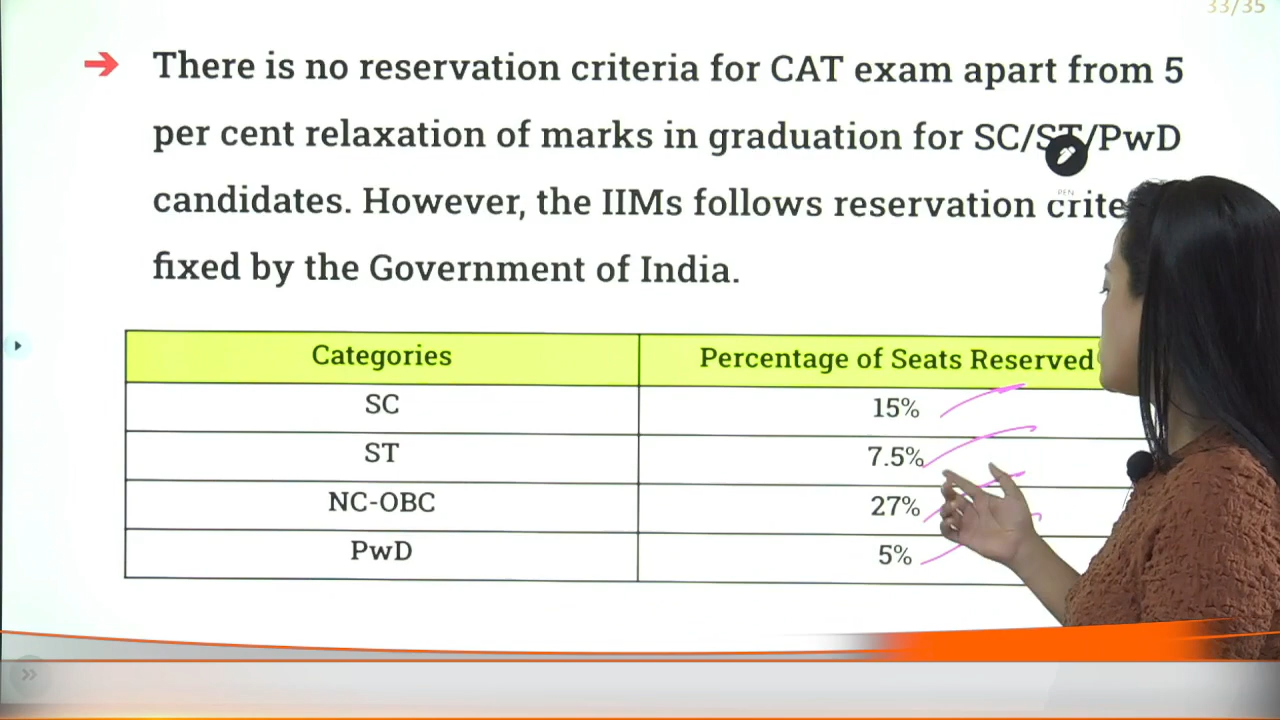 33/35
➔ There is no reservation criteria for CAT exam apart from 5
per cent relaxation of marks in graduation for SC/ST/PwD
PEN
candidates. However, the IIMs follows reservation crite
fixed by the Government of India.
Categories Percentage of Seats Reserved
SC 15%
ST 7.5%
NC-OBC 27%
PwD 5%